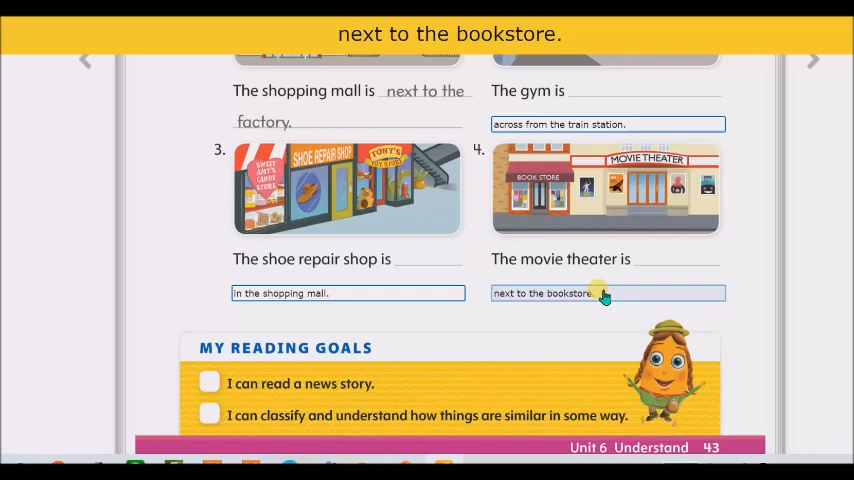 next to the bookstore.
The shopping mall is next to the
factory.
The gym is
across from the train station.
3.
SWEET
AMY'S
CANDY
STORE
SHOE REPAIR SHOP
TONY'S
TOY STORE
4.
BOOK STORE
MOVIE THEATER
The shoe repair shop is
in the shopping mall.
The movie theater is
next to the bookstore.
MY READING GOALS
I can read a news story.
I can classify and understand how things are similar in some way.
Unit 6 Understand 43